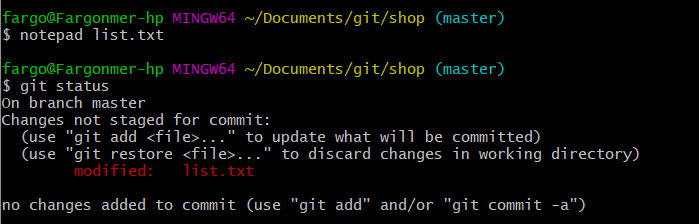 fargo@Fargonmer-hp MINGW64 ~/Documents/git/shop (master)
$ notepad list.txt
fargo@Fargonmer-hp MINGW64 ~/Documents/git/shop (master)
$ git status
On branch master
Changes not staged for commit:
  (use "git add <file>..." to update what will be committed)
  (use "git restore <file>..." to discard changes in working directory)
        modified:   list.txt
no changes added to commit (use "git add" and/or "git commit -a")